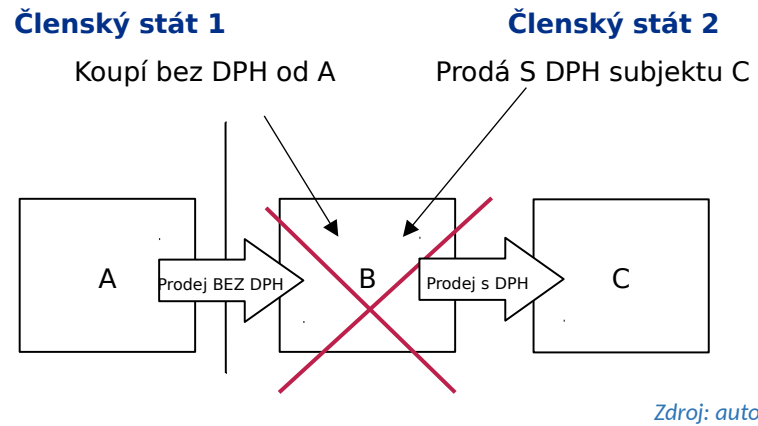 Členský stát 1
Členský stát 2
Koupí bez DPH od A
Prodá S DPH subjektu C
A
Prodej BEZ DPH
B
Prodej s DPH
C
Zdroj: auto